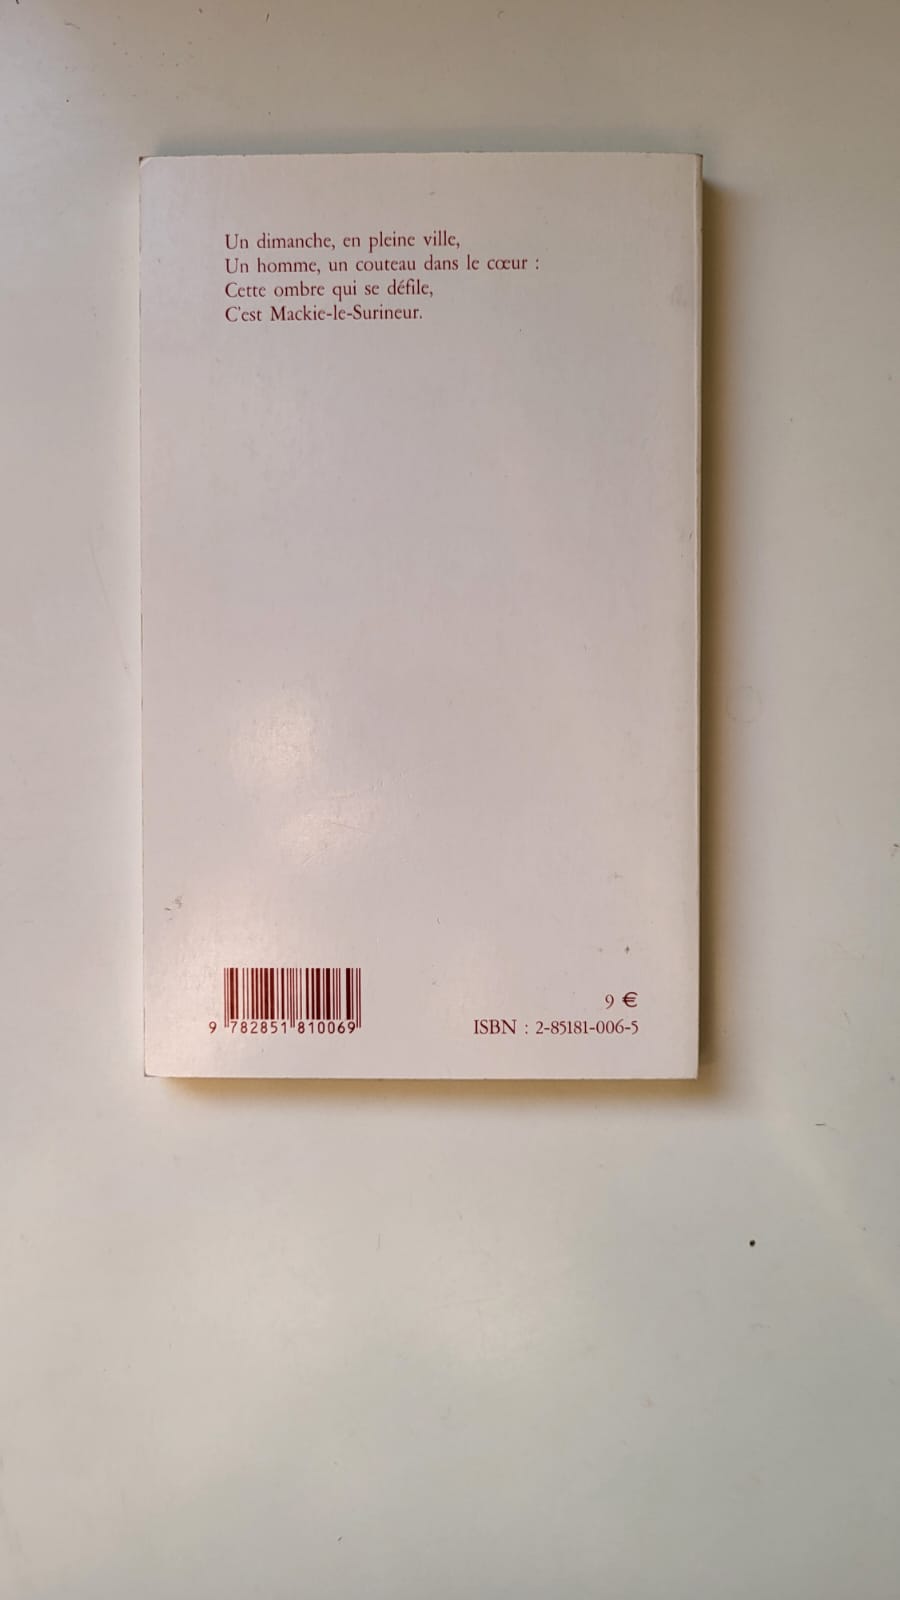 Un dimanche, en pleine ville,
Un homme, un couteau dans le cœur :
Cette ombre qui se défile,
C'est Mackie-le-Surineur.
9 €
9 782851 810069
ISBN : 2-85181-006-5